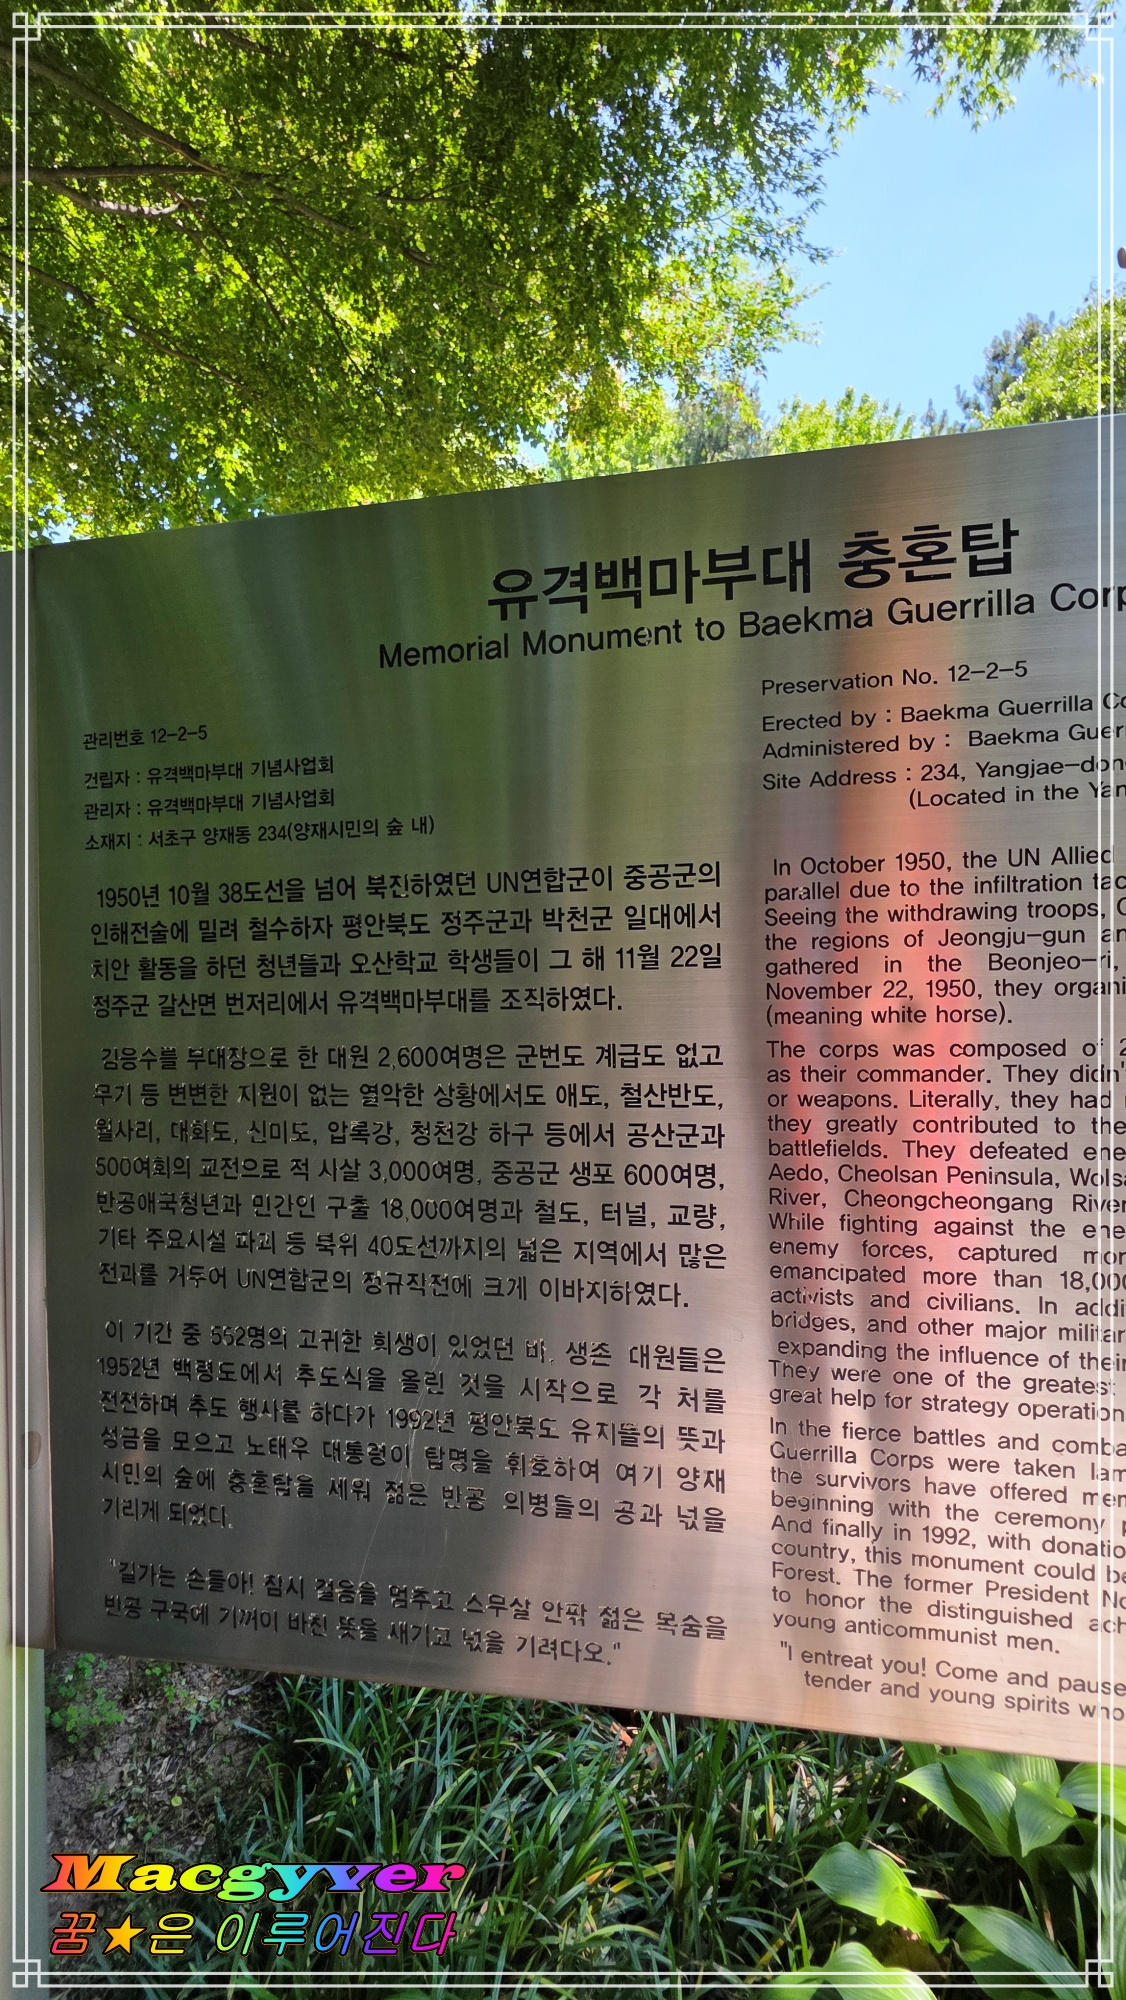 유격백마부대 충혼탑
Memorial Monument to Baekma Guerrilla Corp
관리번호 12-2-5
건립자 : 유격백마부대 기념사업회
관리자 : 유격백마부대 기념사업회
소재지 : 서초구 양재동 234(양재시민의 숲 내)
1950년 10월 38도선을 넘어 북진하였던 UN연합군이 중공군의
인해전술에 밀려 철수하자 평안북도 정주군과 박천군 일대에서
치안 활동을 하던 청년들과 오산학교 학생들이 그 해 11월 22일
정주군 갈산면 번저리에서 유격백마부대를 조직하였다.
김응수를 부대장으로 한 대원 2,600여명은 군번도 계급도 없고
무기 등 변변한 지원이 없는 열악한 상황에서도 애도, 철산반도,
월사리, 대화도, 신미도, 압록강, 청천강 하구 등에서 공산군과
500여회의 교전으로 적 사살 3,000여명, 중공군 생포 600여명,
반공애국청년과 민간인 구출 18,000여명과 철도, 터널, 교량,
기타 주요시설 파괴 등 북위 40도선까지의 넓은 지역에서 많은
전과를 거두어 UN연합군의 정규작전에 크게 이바지하였다.
이 기간 중 552명의 고귀한 희생이 있었던 바, 생존 대원들은
1952년 백령도에서 추도식을 올린 것을 시작으로 각 처를
전전하며 추도 행사를 하다가 1992년 평안북도 유지들의 뜻과
성금을 모으고 노태우 대통령이 탑명을 휘호하여 여기 양재
시민의 숲에 충혼탑을 세워 젊은 반공 의병들의 공과 넋을
기리게 되었다.
"길가는 손들아! 잠시 걸음을 멈추고 스무살 안팎 젊은 목숨을
반공 구국에 기꺼이 바친 뜻을 새기고 넋을 기려다오."
Preservation No. 12-2-5
Erected by : Baekma Guerrilla Co
Administered by : Baekma Guer
Site Address : 234, Yangjae-don
(Located in the Yan
In October 1950, the UN Allied
parallel due to the infiltration tac
Seeing the withdrawing troops,
the regions of Jeongju-gun an
gathered in the Beonjeo-ri,
November 22, 1950, they organi
(meaning white horse).
The corps was composed of 2
as their commander. They didn'
or weapons. Literally, they had
they greatly contributed to the
battlefields. They defeated ene
Aedo, Cheolsan Peninsula, Wolsa
River, Cheongcheongang River
While fighting against the ene
enemy forces, captured mor
emancipated more than 18,000
activists and civilians. In addi
bridges, and other major militar
expanding the influence of their
They were one of the greatest
great help for strategy operation
In the fierce battles and comba
Guerrilla Corps were taken lam
the survivors have offered mem
beginning with the ceremony p
And finally in 1992, with donatio
country, this monument could be
Forest. The former President No
to honor the distinguished ach
young anticommunist men.
"I entreat you! Come and pause
tender and young spirits who
Macgyver
꿈★은 이루어진다